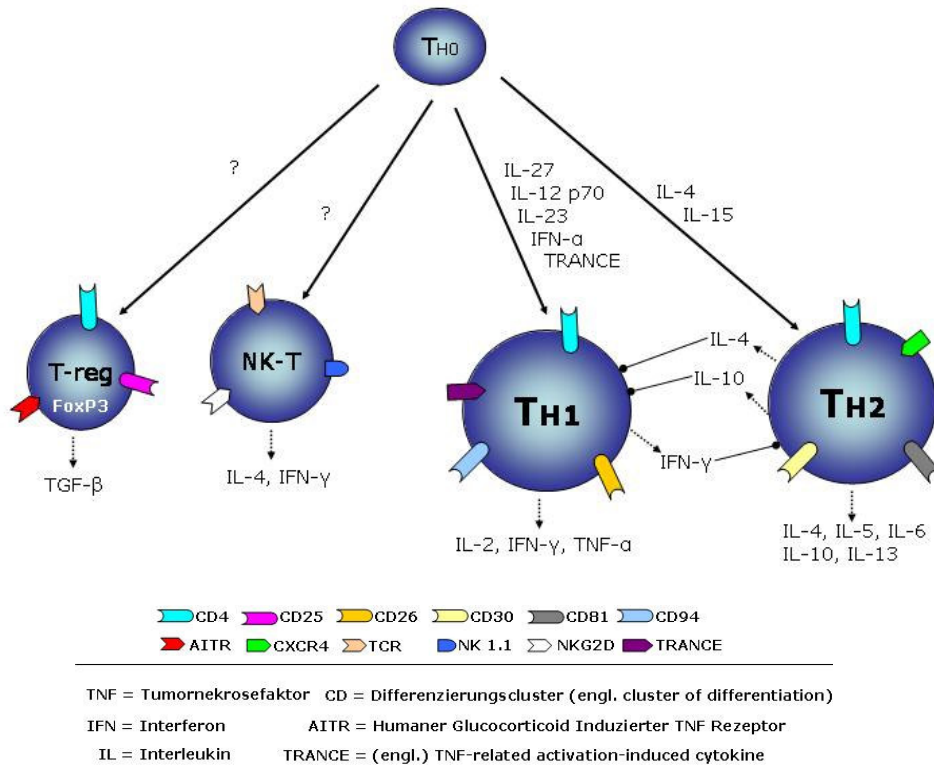 TH0
?
?
IL-27
IL-12 p70
IL-23
IFN-α
TRANCE
IL-4
IL-15
T-reg
FoxP3
NK-T
TH1
TH2
IL-4
IL-10
IFN-γ
TGF-β
IL-4, IFN-γ
IL-2, IFN-γ, TNF-α
IL-4, IL-5, IL-6
IL-10, IL-13
CD4 CD25 CD26 CD30 CD81 CD94
AITR CXCR4 TCR NK 1.1 NKG2D TRANCE
TNF = Tumornekrosefaktor CD = Differenzierungscluster (engl. cluster of differentiation)
IFN = Interferon AITR = Humaner Glucocorticoid Induzierter TNF Rezeptor
IL = Interleukin TRANCE = (engl.) TNF-related activation-induced cytokine